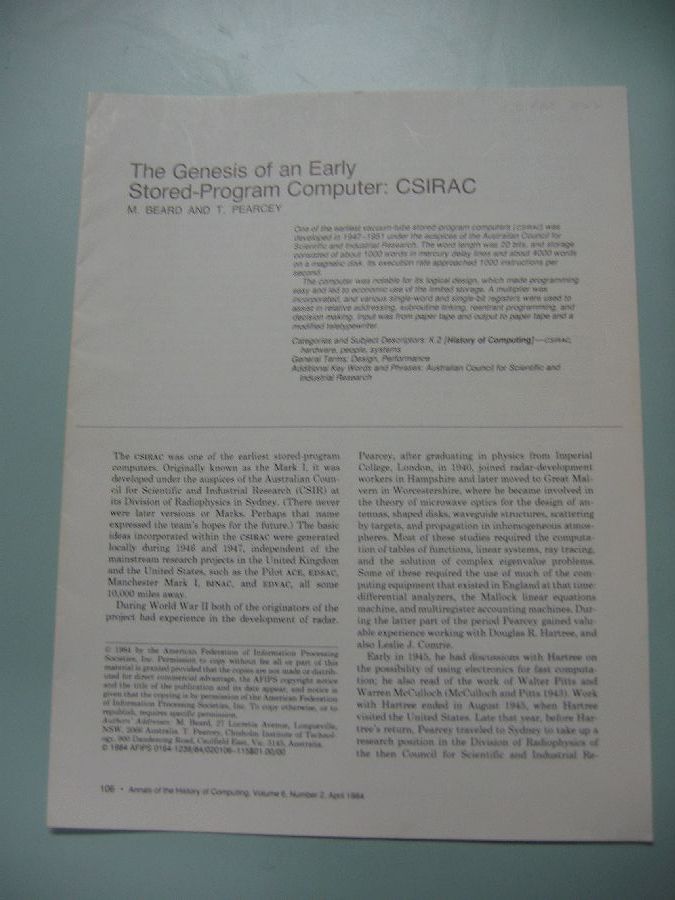 The Genesis of an Early
Stored-Program Computer: CSIRAC
M. BEARD AND T. PEARCEY
One of the earliest vacuum-tube stored-program computers (CSIRAC) was
developed in 1947-1951 under the auspices of the Australian Council for
Scientific and Industrial Research. The word length was 20 bits, and storage
consisted of about 1000 words in mercury delay lines and about 4000 words
on a magnetic disk. Its execution rate approached 1000 instructions per
second.
The computer was notable for its logical design, which made programming
easy and led to economic use of the limited storage. A multiplier was
incorporated, and various single-word and single-bit registers were used to
assist in relative addressing, subroutine linking, reentrant programming, and
decision making. Input was from paper tape and output to paper tape and a
modified teletypewriter.
Categories and Subject Descriptors: K.2 [History of Computing]—CSIRAC,
hardware, people, systems
General Terms: Design, Performance
Additional Key Words and Phrases: Australian Council for Scientific and
Industrial Research
The CSIRAC was one of the earliest stored-program
computers. Originally known as the Mark I, it was
developed under the auspices of the Australian Coun-
cil for Scientific and Industrial Research (CSIR) at
its Division of Radiophysics in Sydney. (There never
were later versions or Marks. Perhaps that name
expressed the team's hopes for the future.) The basic
ideas incorporated within the CSIRAC were generated
locally during 1946 and 1947, independent of the
mainstream research projects in the United Kingdom
and the United States, such as the Pilot ACE, EDSAC,
Manchester Mark I, BINAC, and EDVAC, all some
10,000 miles away.
During World War II both of the originators of the
project had experience in the development of radar.
© 1984 by the American Federation of Information Processing
Societies, Inc. Permission to copy without fee all or part of this
material is granted provided that the copies are not made or distrib-
uted for direct commercial advantage, the AFIPS copyright notice
and the title of the publication and its date appear, and notice is
given that the copying is by permission of the American Federation
of Information Processing Societies, Inc. To copy otherwise, or to
republish, requires specific permission.
Authors' Addresses: M. Beard, 27 Lucretia Avenue, Longueville,
NSW, 2066 Australia. T. Pearcey, Chisholm Institute of Technol-
ogy, 900 Dandenong Road, Caulfield East, Vic. 3145, Australia.
© 1984 AFIPS 0164-1239/84/020106-115$01.00/00
Pearcey, after graduating in physics from Imperial
College, London, in 1940, joined radar-development
workers in Hampshire and later moved to Great Mal-
vern in Worcestershire, where he became involved in
the theory of microwave optics for the design of an-
tennas, shaped disks, waveguide structures, scattering
by targets, and propagation in inhomogeneous atmos-
pheres. Most of these studies required the computa-
tion of tables of functions, linear systems, ray tracing,
and the solution of complex eigenvalue problems.
Some of these required the use of much of the com-
puting equipment that existed in England at that time:
differential analyzers, the Mallock linear equations
machine, and multiregister accounting machines. Dur-
ing the latter part of the period Pearcey gained valu-
able experience working with Douglas R. Hartree, and
also Leslie J. Comrie.
Early in 1945, he had discussions with Hartree on
the possibility of using electronics for fast computa-
tion; he also read of the work of Walter Pitts and
Warren McCulloch (McCulloch and Pitts 1943). Work
with Hartree ended in August 1945, when Hartree
visited the United States. Late that year, before Har-
tree's return, Pearcey traveled to Sydney to take up a
research position in the Division of Radiophysics of
the then Council for Scientific and Industrial Re-
106 • Annals of the History of Computing, Volume 6, Number 2, April 1984